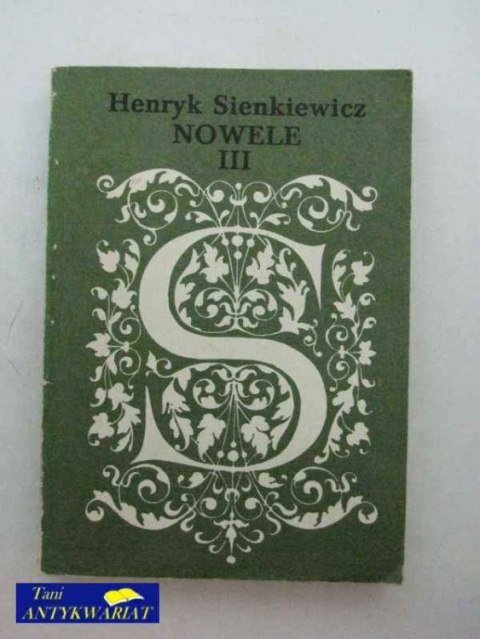 Henryk Sienkiewicz
NOWELE
III
S
Tani
ANTYKWARIAT